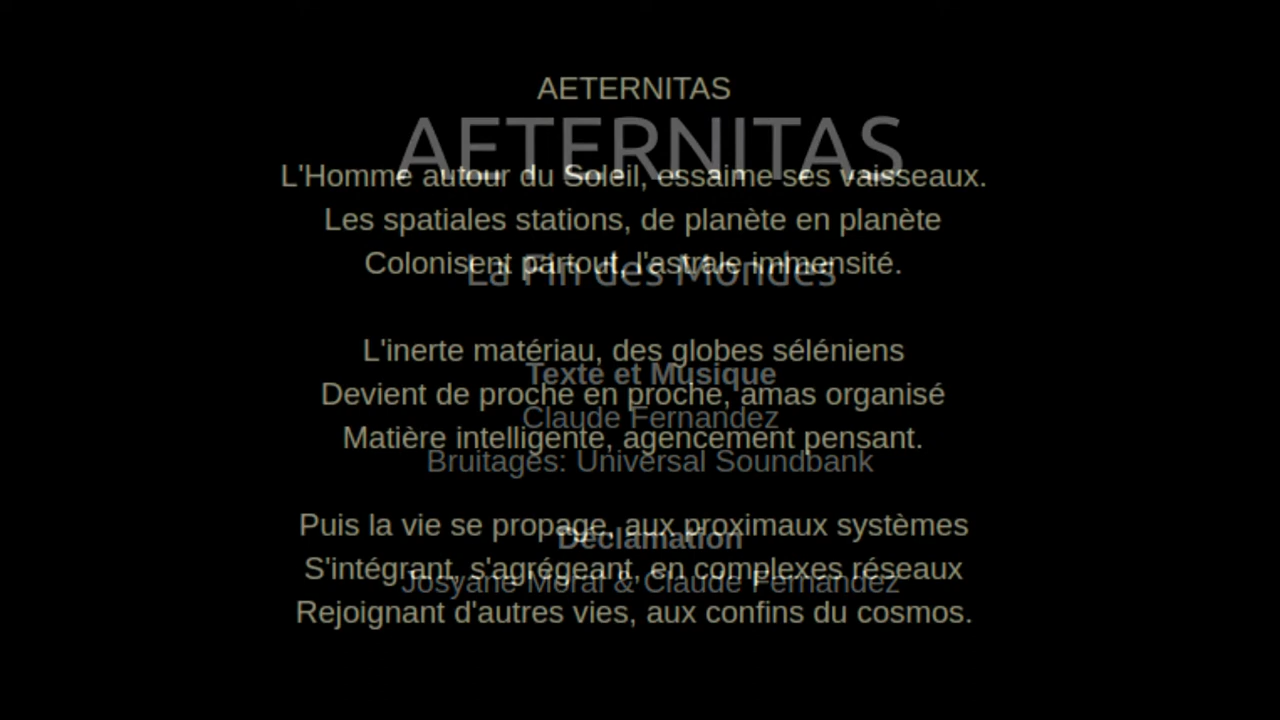 AETERNITAS
AETERNITAS
L'Homme autour du Soleil, essaime ses vaisseaux.
Les spatiales stations, de planète en planète
Colonisent partout, l'astrale immensité.
La Fin des Mondes
L'inerte matériau, des globes séléniens
Texte et Musique
Devient de proche en proche, amas organisé
Claude Fernandez
Matière intelligente, agencement pensant.
Bruitages: Universal Soundbank
Puis la vie se propage, aux proximaux systèmes
Déclamation
S'intégrant, s'agrégeant, en complexes réseaux
Josyane Moral & Claude Fernandez
Rejoignant d'autres vies, aux confins du cosmos.